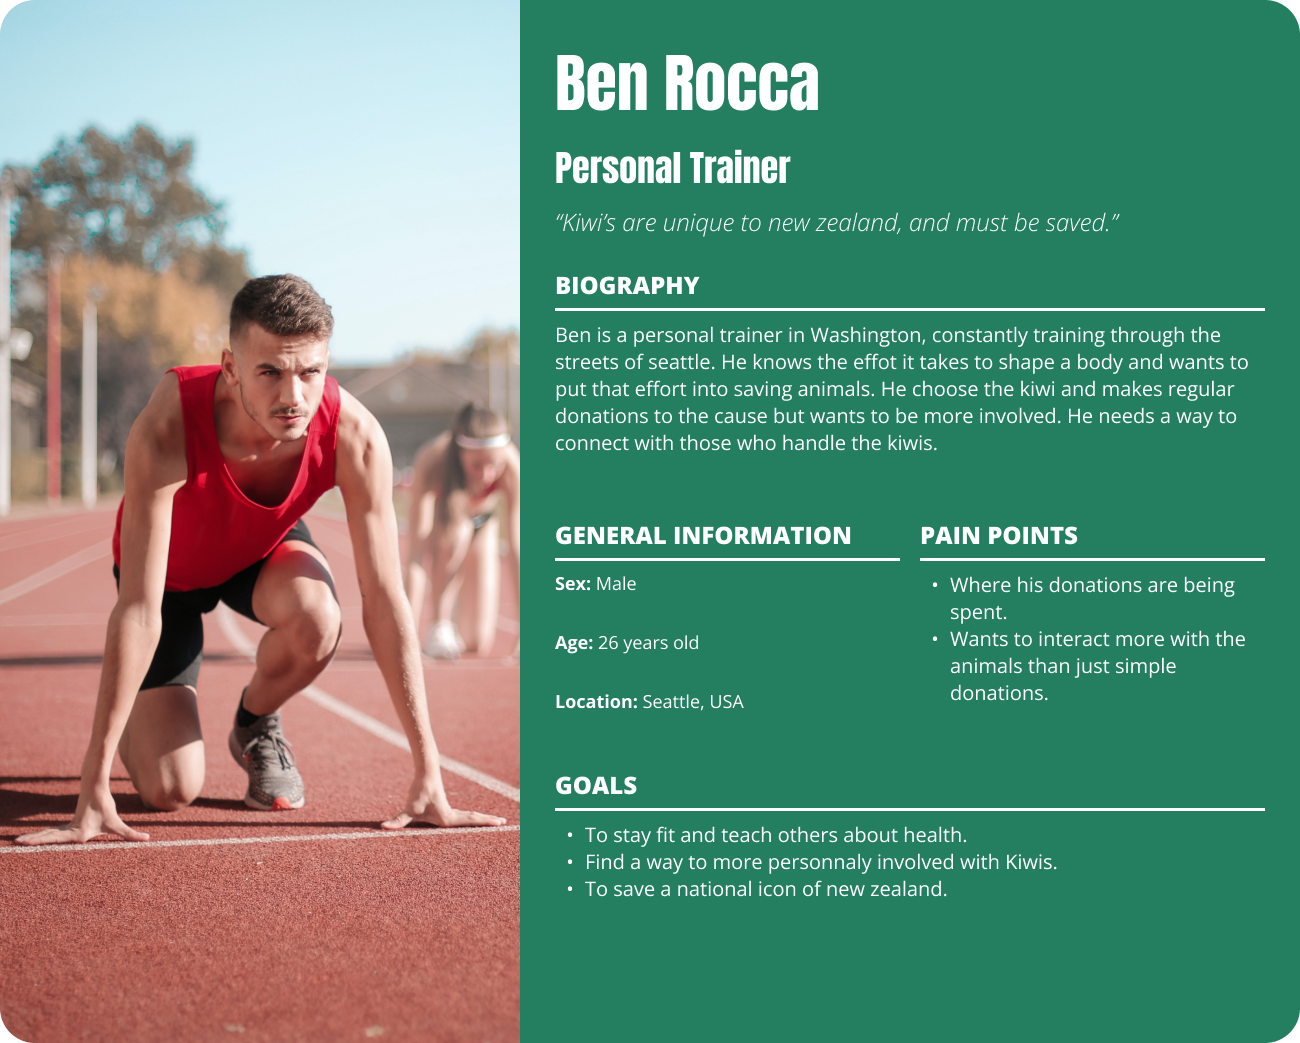 Ben Rocca
Personal Trainer
“Kiwi’s are unique to new zealand, and must be saved.”
BIOGRAPHY
Ben is a personal trainer in Washington, constantly training through the
streets of seattle. He knows the effot it takes to shape a body and wants to
put that effort into saving animals. He choose the kiwi and makes regular
donations to the cause but wants to be more involved. He needs a way to
connect with those who handle the kiwis.
GENERAL INFORMATION
Sex: Male
Age: 26 years old
Location: Seattle, USA
PAIN POINTS
• Where his donations are being
spent.
• Wants to interact more with the
animals than just simple
donations.
GOALS
• To stay fit and teach others about health.
• Find a way to more personnaly involved with Kiwis.
• To save a national icon of new zealand.